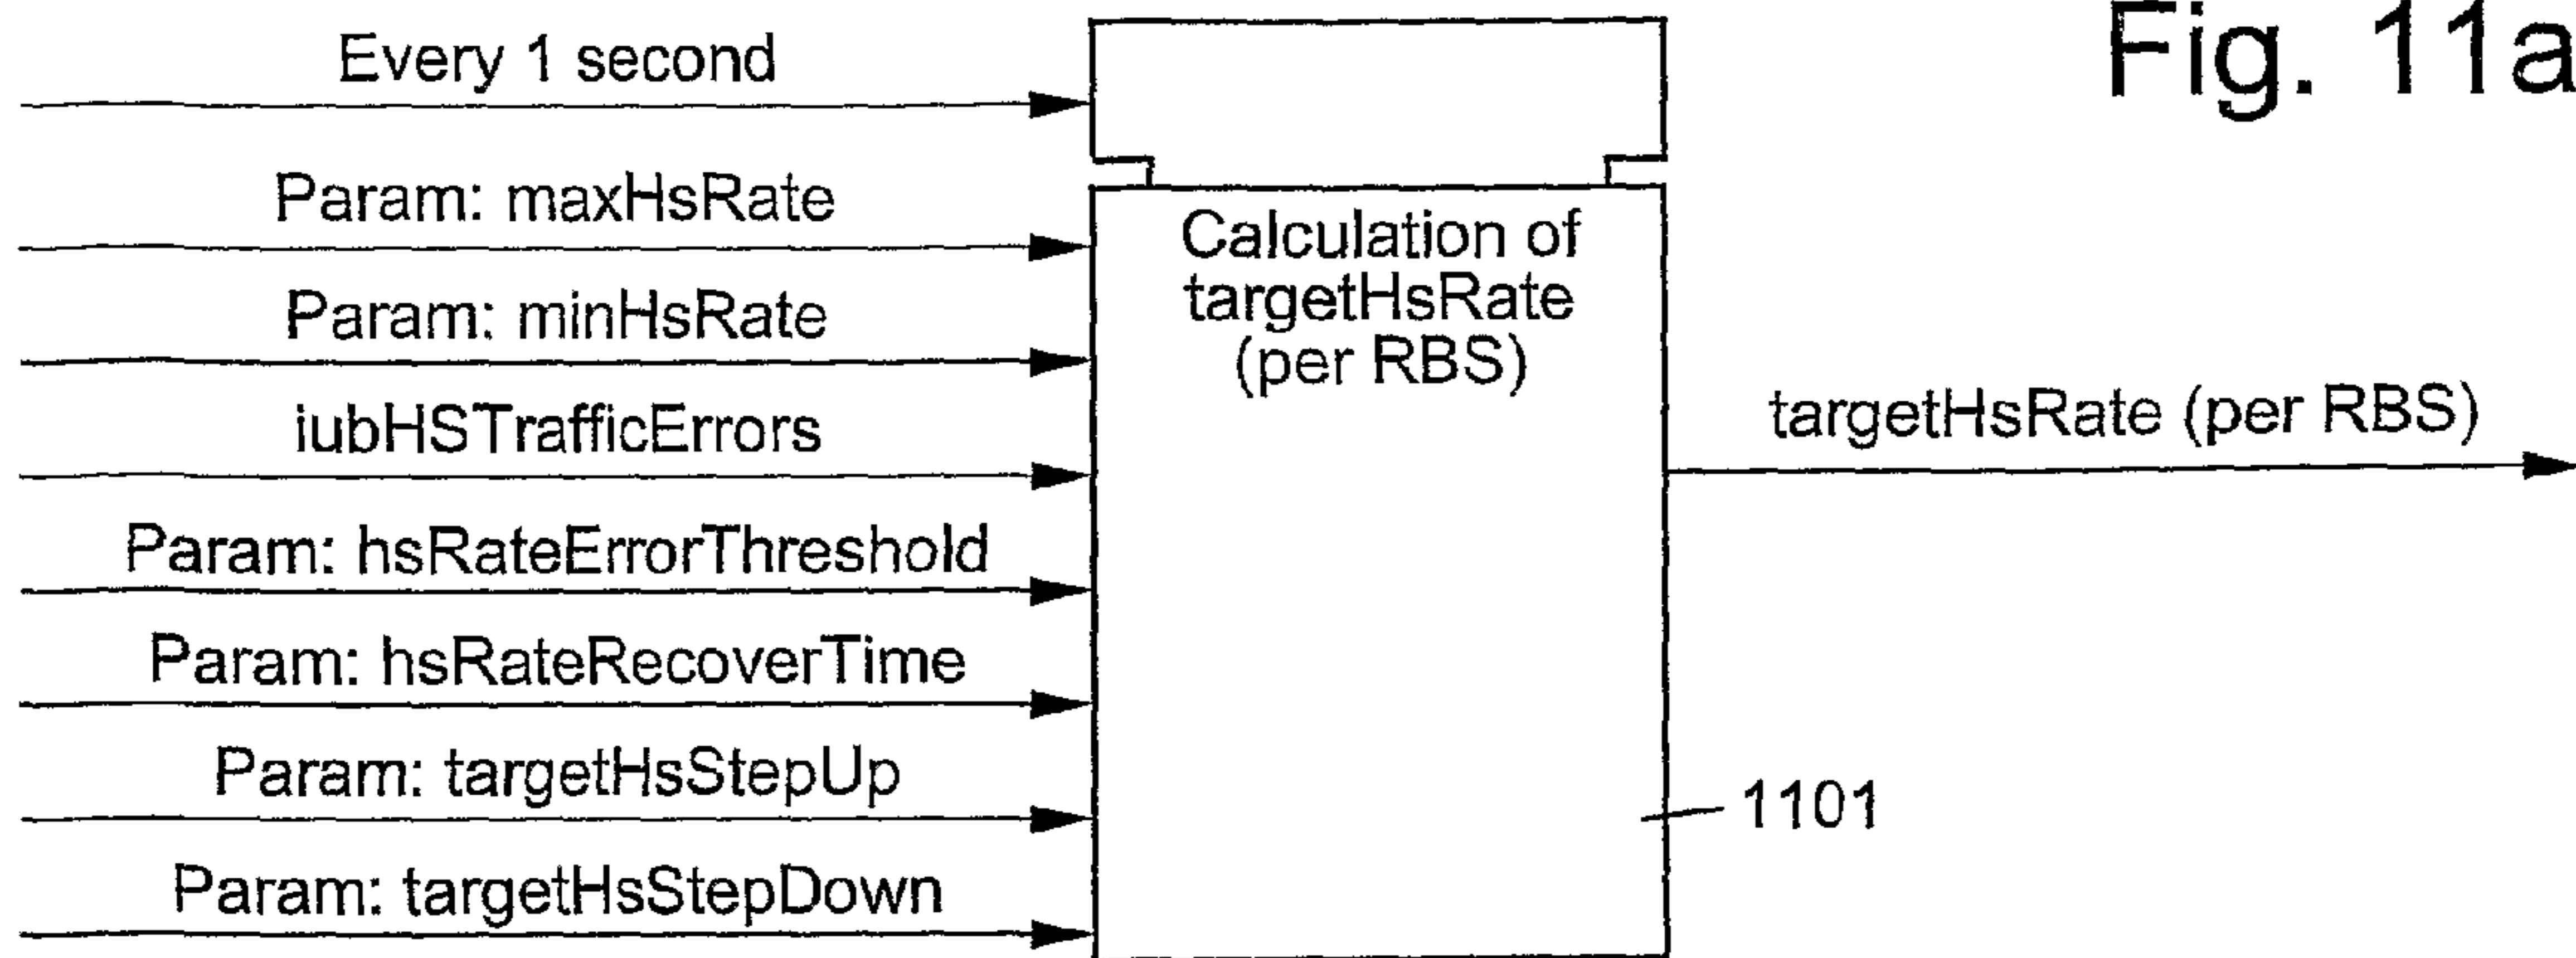 Fig. 11a
Every 1 second
Param: maxHsRate
Param: minHsRate
iubHSTrafficErrors
Param: hsRateErrorThreshold
Param: hsRateRecoverTime
Param: targetHsStepUp
Param: targetHsStepDown
Calculation of
targetHsRate
(per RBS)
targetHsRate (per RBS)
1101